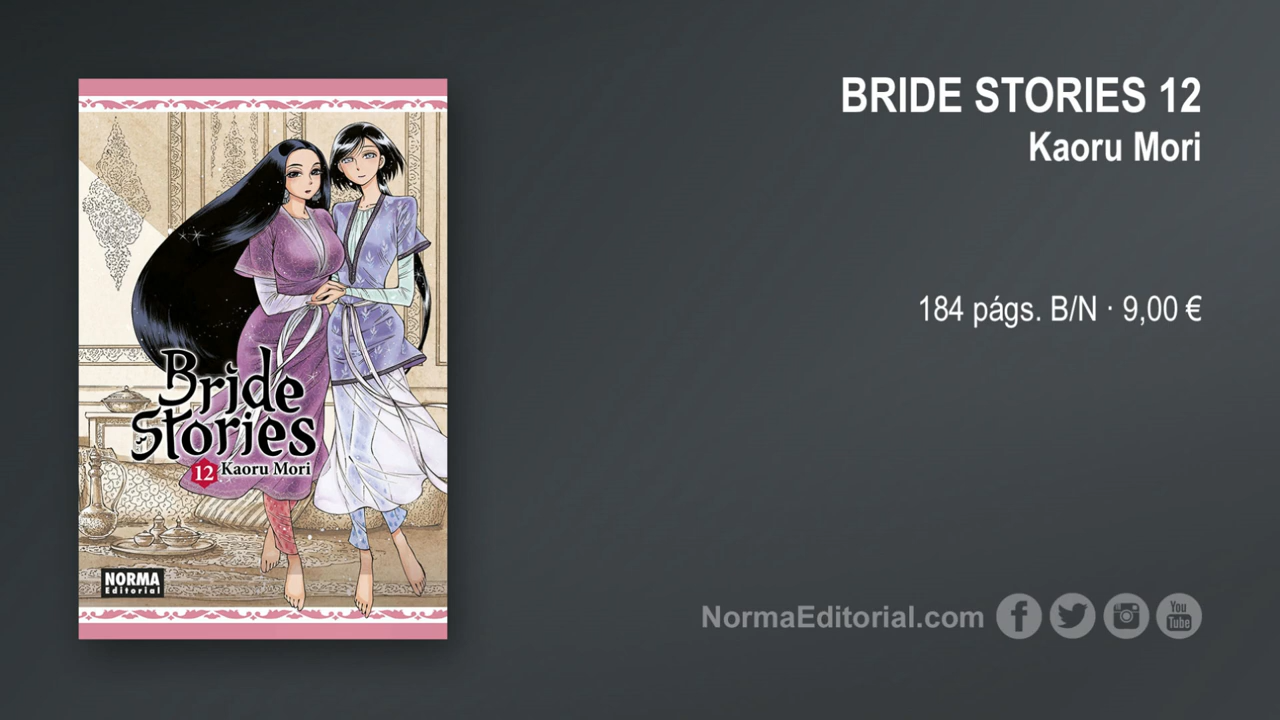 BRIDE STORIES 12
Kaoru Mori
184 págs. B/N · 9,00 €
Bride
Stories
12 Kaoru Mori
NORMA
Editorial
NormaEditorial.com
f
You
Tube